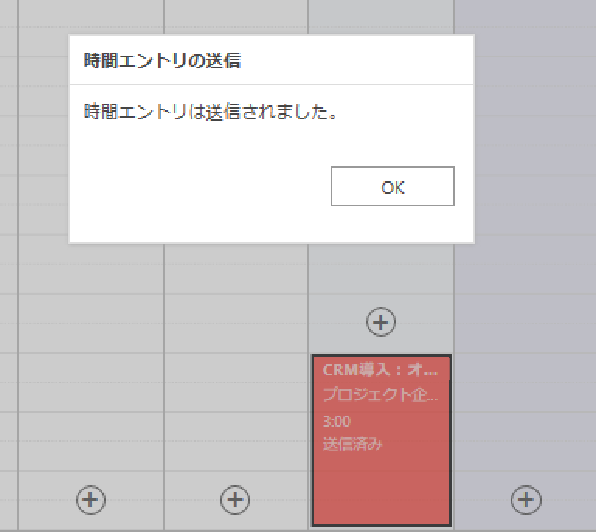 時間エントリの送信
時間エントリは送信されました。
OK
CRM導入：オ...
プロジェクト企...
3:00
送信済み